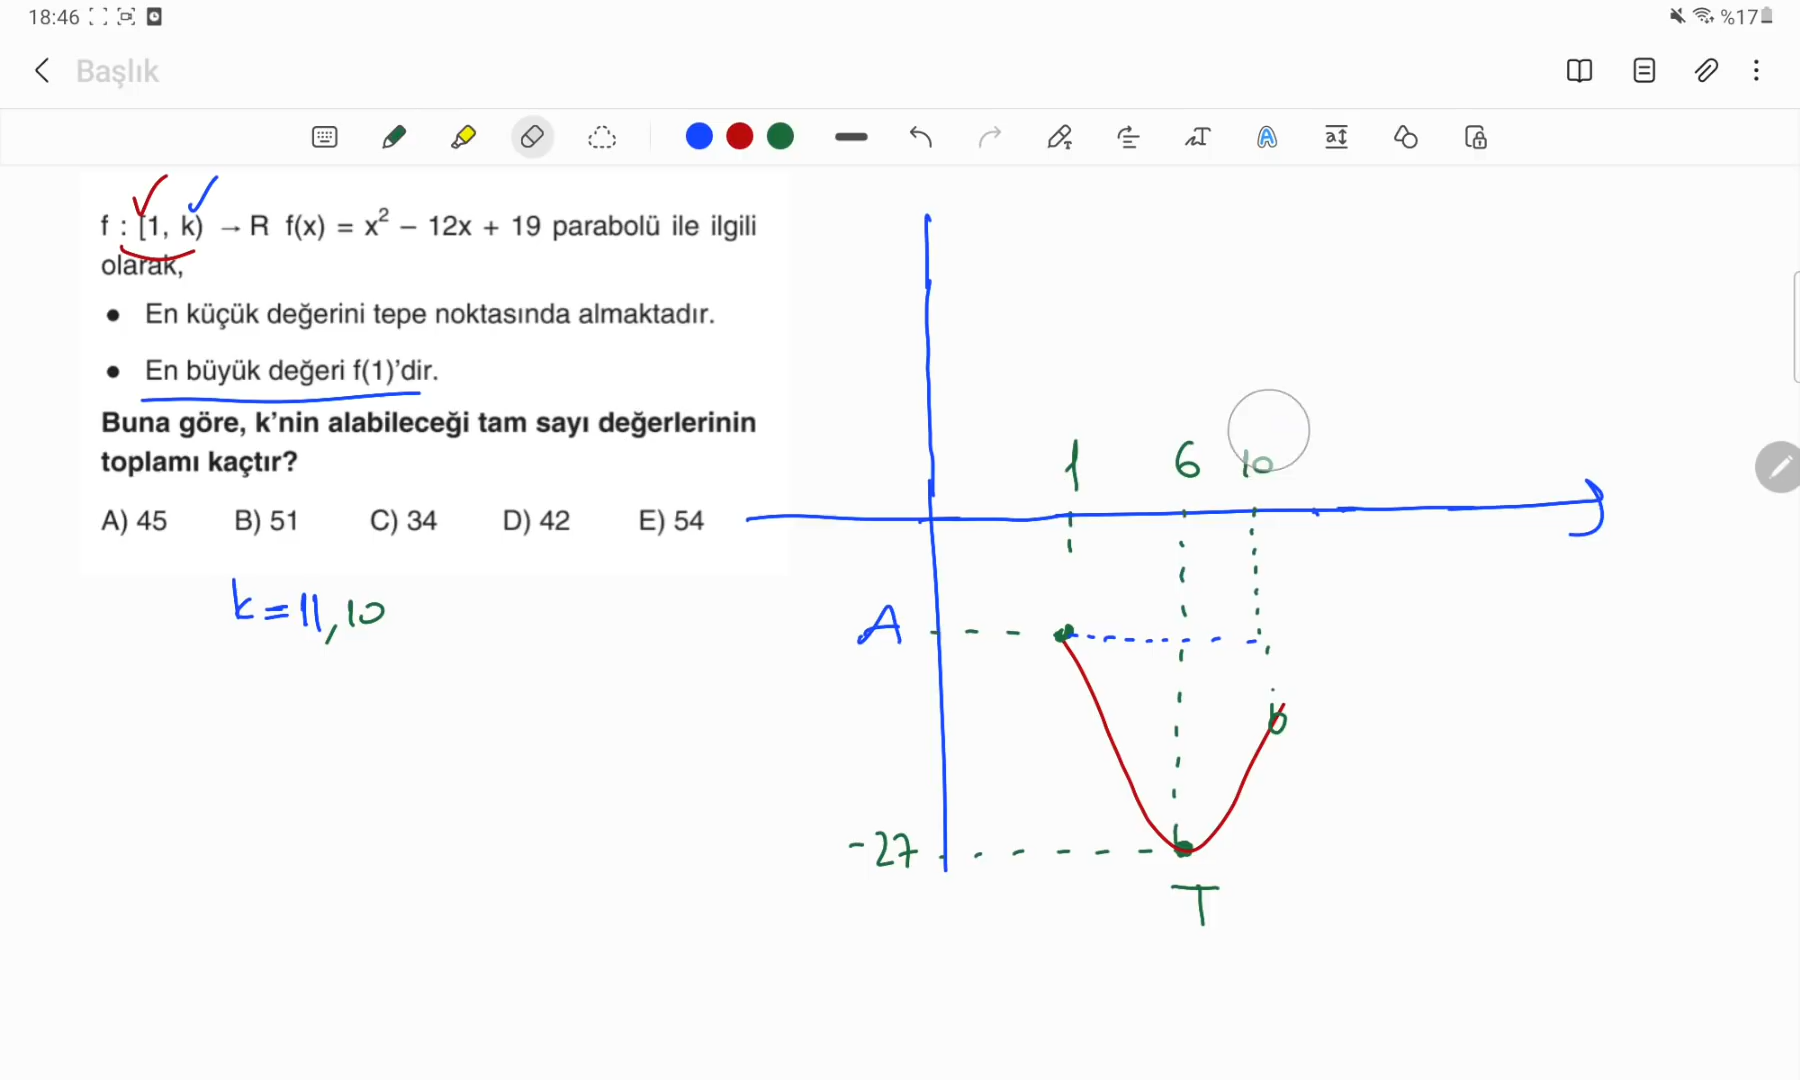 18:46
%17
Başlık
f : [1, k) → R f(x) = x² − 12x + 19 parabolü ile ilgili
olarak,
● En küçük değerini tepe noktasında almaktadır.
● En büyük değeri f(1)’dir.
Buna göre, k’nin alabileceği tam sayı değerlerinin
toplamı kaçtır?
A) 45 B) 51 C) 34 D) 42 E) 54
k = 11, 10
1 6 10
A
-27
T